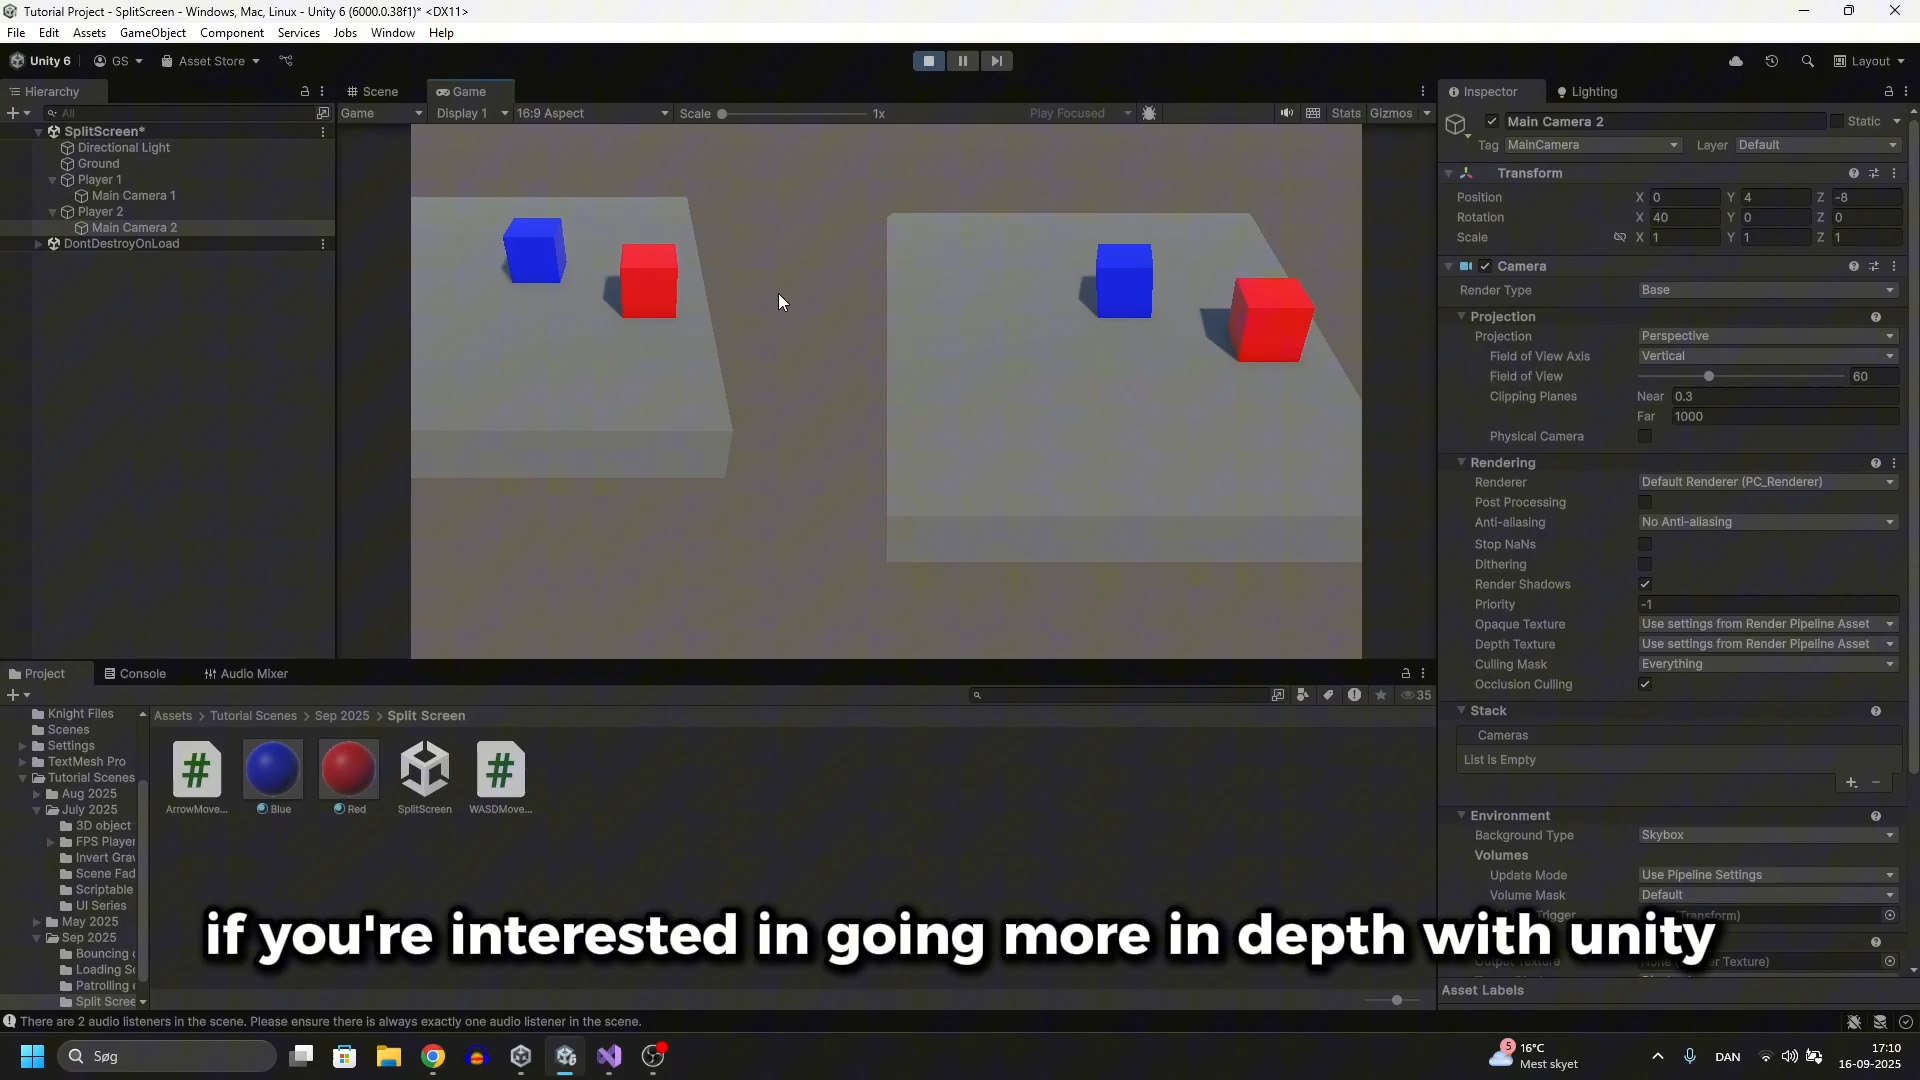 Tutorial Project - SplitScreen - Windows, Mac, Linux - Unity 6 (6000.0.38f1)* <DX11>
File Edit Assets GameObject Component Services Jobs Window Help
Unity 6 GS Asset Store Layout
Hierarchy Scene Game Inspector Lighting
All Game Display 1 16:9 Aspect Scale 1x Play Focused Stats Gizmos
Main Camera 2 Static
Tag MainCamera Layer Default
SplitScreen*
Directional Light
Ground
Player 1
Main Camera 1
Player 2
Main Camera 2
DontDestroyOnLoad
Transform
Position X 0 Y 4 Z -8
Rotation X 40 Y 0 Z 0
Scale X 1 Y 1 Z 1
Camera
Render Type Base
Projection
Projection Perspective
Field of View Axis Vertical
Field of View 60
Clipping Planes Near 0.3
Far 1000
Physical Camera
Rendering
Renderer Default Renderer (PC_Renderer)
Post Processing
Anti-aliasing No Anti-aliasing
Stop NaNs
Dithering
Render Shadows
Priority -1
Opaque Texture Use settings from Render Pipeline Asset
Depth Texture Use settings from Render Pipeline Asset
Culling Mask Everything
Occlusion Culling
Stack
Cameras
List is Empty
Environment
Background Type Skybox
Volumes
Update Mode Use Pipeline Settings
Volume Mask Default
Trigger Transform)
Texture)
Asset Labels
Project Console Audio Mixer
35
Assets > Tutorial Scenes > Sep 2025 > Split Screen
Knight Files
Scenes
Settings
TextMesh Pro
Tutorial Scenes
Aug 2025
July 2025
3D object
FPS Player
Invert Grav
Scene Fad
Scriptable
UI Series
May 2025
Sep 2025
Bouncing
Loading Sc
Patrolling
Split Scree
ArrowMove... Blue Red SplitScreen WASDMove...
if you're interested in going more in depth with unity
There are 2 audio listeners in the scene. Please ensure there is always exactly one audio listener in the scene.
Søg
5
16°C
Mest skyet
DAN
17:10
16-09-2025